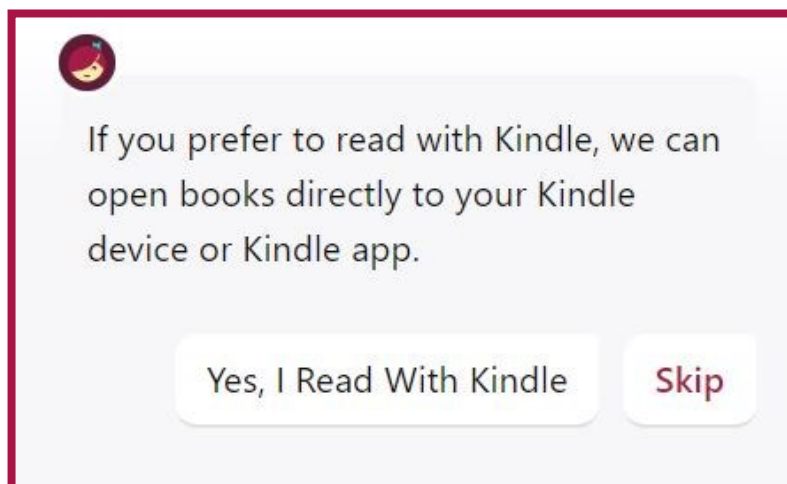 If you prefer to read with Kindle, we can
open books directly to your Kindle
device or Kindle app.
Yes, I Read With Kindle
Skip